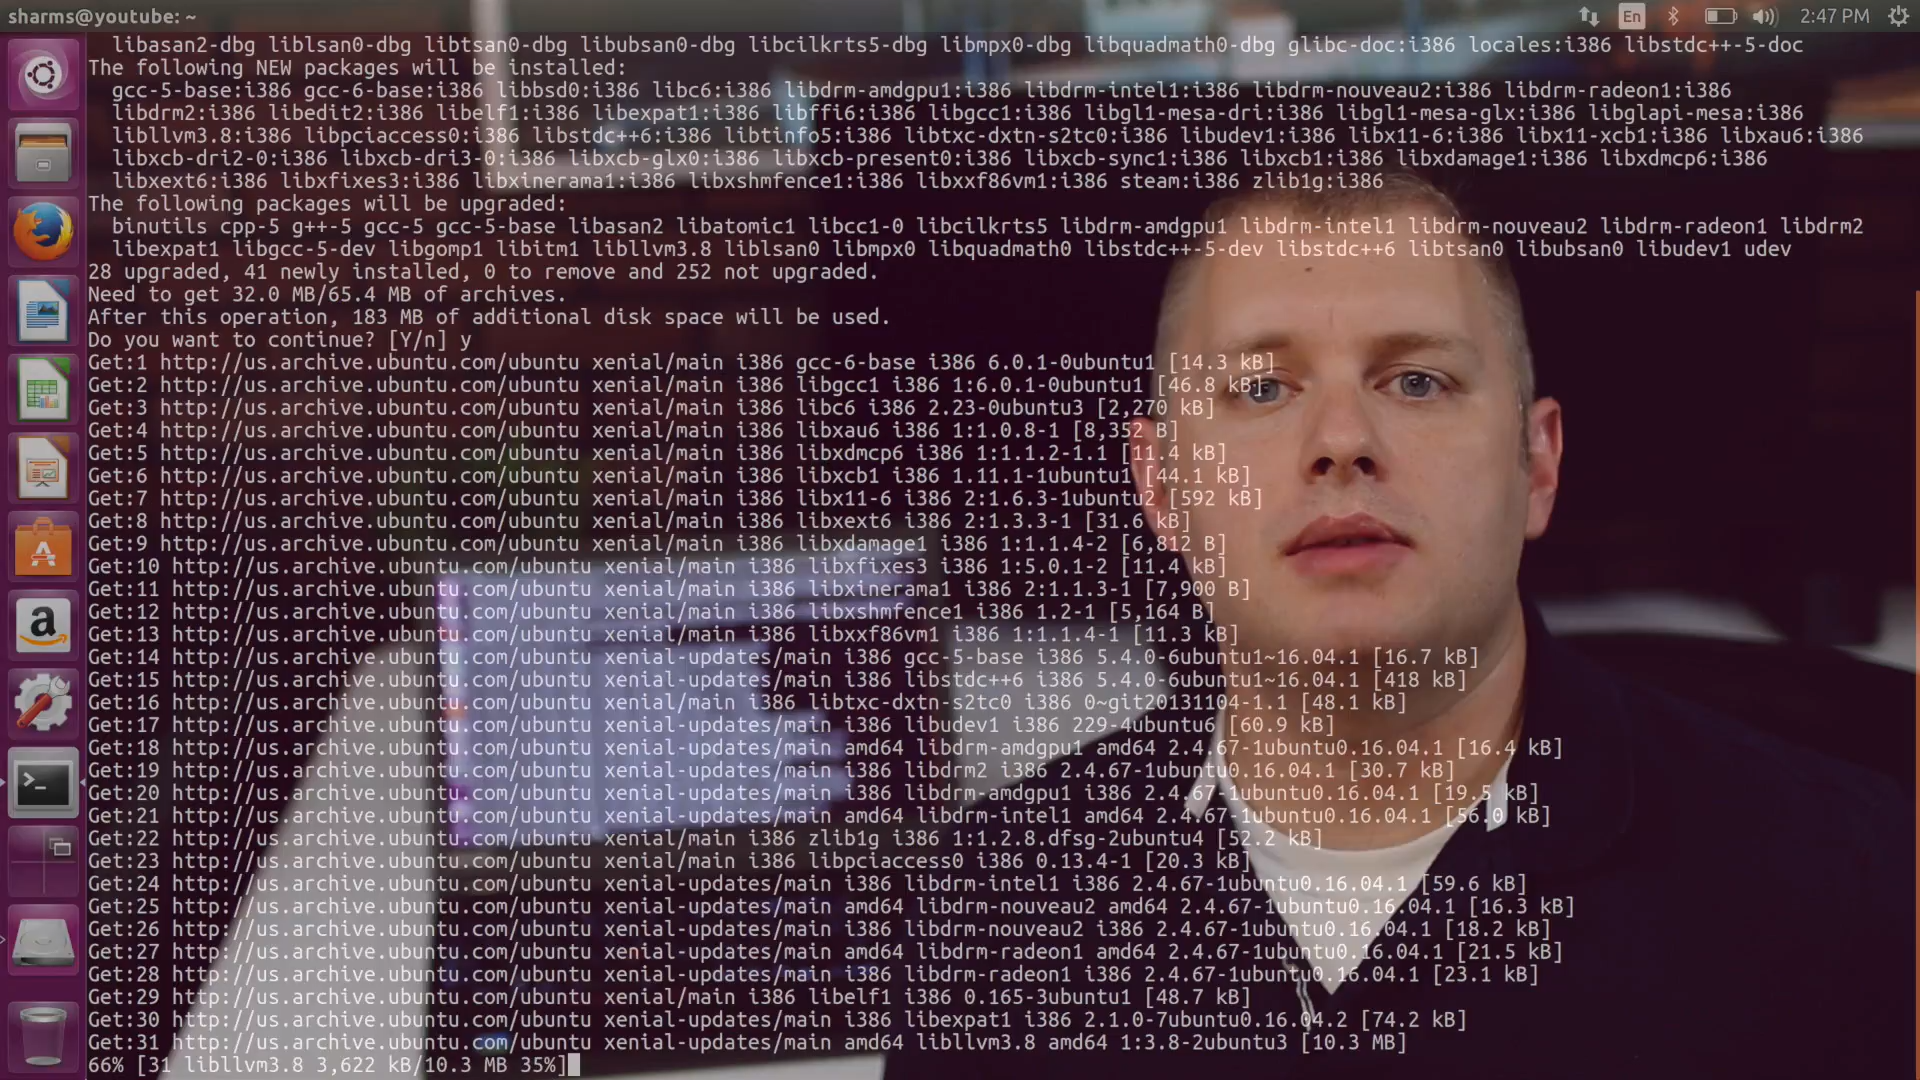 sharms@youtube: ~
En
2:47 PM
libasan2-dbg liblsan0-dbg libtsan0-dbg libubsan0-dbg libcilkrts5-dbg libmpx0-dbg libquadmath0-dbg glibc-doc:i386 locales:i386 libstdc++-5-doc
The following NEW packages will be installed:
gcc-5-base:i386 gcc-6-base:i386 libbsd0:i386 libc6:i386 libdrm-amdgpu1:i386 libdrm-intel1:i386 libdrm-nouveau2:i386 libdrm-radeon1:i386
libdrm2:i386 libedit2:i386 libelf1:i386 libexpat1:i386 libffi6:i386 libgcc1:i386 libgl1-mesa-dri:i386 libgl1-mesa-glx:i386 libglapi-mesa:i386
libllvm3.8:i386 libpciaccess0:i386 libstdc++6:i386 libtinfo5:i386 libtxc-dxtn-s2tc0:i386 libudev1:i386 libx11-6:i386 libx11-xcb1:i386 libxau6:i386
libxcb-dri2-0:i386 libxcb-dri3-0:i386 libxcb-glx0:i386 libxcb-present0:i386 libxcb-sync1:i386 libxcb1:i386 libxdamage1:i386 libxdmcp6:i386
libxext6:i386 libxfixes3:i386 libxinerama1:i386 libxshmfence1:i386 libxxf86vm1:i386 steam:i386 zlib1g:i386
The following packages will be upgraded:
binutils cpp-5 g++-5 gcc-5 gcc-5-base libasan2 libatomic1 libcc1-0 libcilkrts5 libdrm-amdgpu1 libdrm-intel1 libdrm-nouveau2 libdrm-radeon1 libdrm2
libexpat1 libgcc-5-dev libgomp1 libitm1 libllvm3.8 liblsan0 libmpx0 libquadmath0 libstdc++-5-dev libstdc++6 libtsan0 libubsan0 libudev1 udev
28 upgraded, 41 newly installed, 0 to remove and 252 not upgraded.
Need to get 32.0 MB/65.4 MB of archives.
After this operation, 183 MB of additional disk space will be used.
Do you want to continue? [Y/n] y
Get:1 http://us.archive.ubuntu.com/ubuntu xenial/main i386 gcc-6-base i386 6.0.1-0ubuntu1 [14.3 kB]
Get:2 http://us.archive.ubuntu.com/ubuntu xenial/main i386 libgcc1 i386 1:6.0.1-0ubuntu1 [46.8 kB]
Get:3 http://us.archive.ubuntu.com/ubuntu xenial/main i386 libc6 i386 2.23-0ubuntu3 [2,270 kB]
Get:4 http://us.archive.ubuntu.com/ubuntu xenial/main i386 libxau6 i386 1:1.0.8-1 [8,352 B]
Get:5 http://us.archive.ubuntu.com/ubuntu xenial/main i386 libxdmcp6 i386 1:1.1.2-1.1 [11.4 kB]
Get:6 http://us.archive.ubuntu.com/ubuntu xenial/main i386 libxcb1 i386 1.11.1-1ubuntu1 [44.1 kB]
Get:7 http://us.archive.ubuntu.com/ubuntu xenial/main i386 libx11-6 i386 2:1.6.3-1ubuntu2 [592 kB]
Get:8 http://us.archive.ubuntu.com/ubuntu xenial/main i386 libxext6 i386 2:1.3.3-1 [31.6 kB]
Get:9 http://us.archive.ubuntu.com/ubuntu xenial/main i386 libxdamage1 i386 1:1.1.4-2 [6,812 B]
Get:10 http://us.archive.ubuntu.com/ubuntu xenial/main i386 libxfixes3 i386 1:5.0.1-2 [11.4 kB]
Get:11 http://us.archive.ubuntu.com/ubuntu xenial/main i386 libxinerama1 i386 2:1.1.3-1 [7,900 B]
Get:12 http://us.archive.ubuntu.com/ubuntu xenial/main i386 libxshmfence1 i386 1.2-1 [5,164 B]
Get:13 http://us.archive.ubuntu.com/ubuntu xenial/main i386 libxxf86vm1 i386 1:1.1.4-1 [11.3 kB]
Get:14 http://us.archive.ubuntu.com/ubuntu xenial-updates/main i386 gcc-5-base i386 5.4.0-6ubuntu1~16.04.1 [16.7 kB]
Get:15 http://us.archive.ubuntu.com/ubuntu xenial-updates/main i386 libstdc++6 i386 5.4.0-6ubuntu1~16.04.1 [418 kB]
Get:16 http://us.archive.ubuntu.com/ubuntu xenial/main i386 libtxc-dxtn-s2tc0 i386 0~git20131104-1.1 [48.1 kB]
Get:17 http://us.archive.ubuntu.com/ubuntu xenial-updates/main i386 libudev1 i386 229-4ubuntu6 [60.9 kB]
Get:18 http://us.archive.ubuntu.com/ubuntu xenial-updates/main amd64 libdrm-amdgpu1 amd64 2.4.67-1ubuntu0.16.04.1 [16.4 kB]
Get:19 http://us.archive.ubuntu.com/ubuntu xenial-updates/main i386 libdrm2 i386 2.4.67-1ubuntu0.16.04.1 [30.7 kB]
Get:20 http://us.archive.ubuntu.com/ubuntu xenial-updates/main i386 libdrm-amdgpu1 i386 2.4.67-1ubuntu0.16.04.1 [19.5 kB]
Get:21 http://us.archive.ubuntu.com/ubuntu xenial-updates/main amd64 libdrm-intel1 amd64 2.4.67-1ubuntu0.16.04.1 [56.0 kB]
Get:22 http://us.archive.ubuntu.com/ubuntu xenial/main i386 zlib1g i386 1:1.2.8.dfsg-2ubuntu4 [52.2 kB]
Get:23 http://us.archive.ubuntu.com/ubuntu xenial/main i386 libpciaccess0 i386 0.13.4-1 [20.3 kB]
Get:24 http://us.archive.ubuntu.com/ubuntu xenial-updates/main i386 libdrm-intel1 i386 2.4.67-1ubuntu0.16.04.1 [59.6 kB]
Get:25 http://us.archive.ubuntu.com/ubuntu xenial-updates/main amd64 libdrm-nouveau2 amd64 2.4.67-1ubuntu0.16.04.1 [16.3 kB]
Get:26 http://us.archive.ubuntu.com/ubuntu xenial-updates/main i386 libdrm-nouveau2 i386 2.4.67-1ubuntu0.16.04.1 [18.2 kB]
Get:27 http://us.archive.ubuntu.com/ubuntu xenial-updates/main amd64 libdrm-radeon1 amd64 2.4.67-1ubuntu0.16.04.1 [21.5 kB]
Get:28 http://us.archive.ubuntu.com/ubuntu xenial-updates/main i386 libdrm-radeon1 i386 2.4.67-1ubuntu0.16.04.1 [23.1 kB]
Get:29 http://us.archive.ubuntu.com/ubuntu xenial/main i386 libelf1 i386 0.165-3ubuntu1 [48.7 kB]
Get:30 http://us.archive.ubuntu.com/ubuntu xenial-updates/main i386 libexpat1 i386 2.1.0-7ubuntu0.16.04.2 [74.2 kB]
Get:31 http://us.archive.ubuntu.com/ubuntu xenial-updates/main amd64 libllvm3.8 amd64 1:3.8-2ubuntu3 [10.3 MB]
66% [31 libllvm3.8 3,622 kB/10.3 MB 35%]